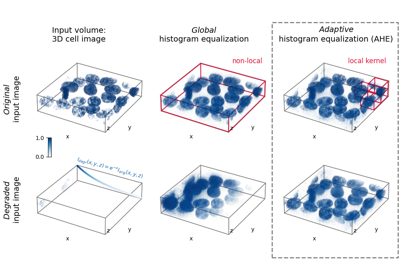 Input volume:
3D cell image
Global
histogram equalization
Adaptive
histogram equalization (AHE)
non-local
local kernel
Original
input image
1.0
0.0
x
y
z
x
y
z
x
y
z
Degraded
input image
x
y
z
x
y
z
x
y
z